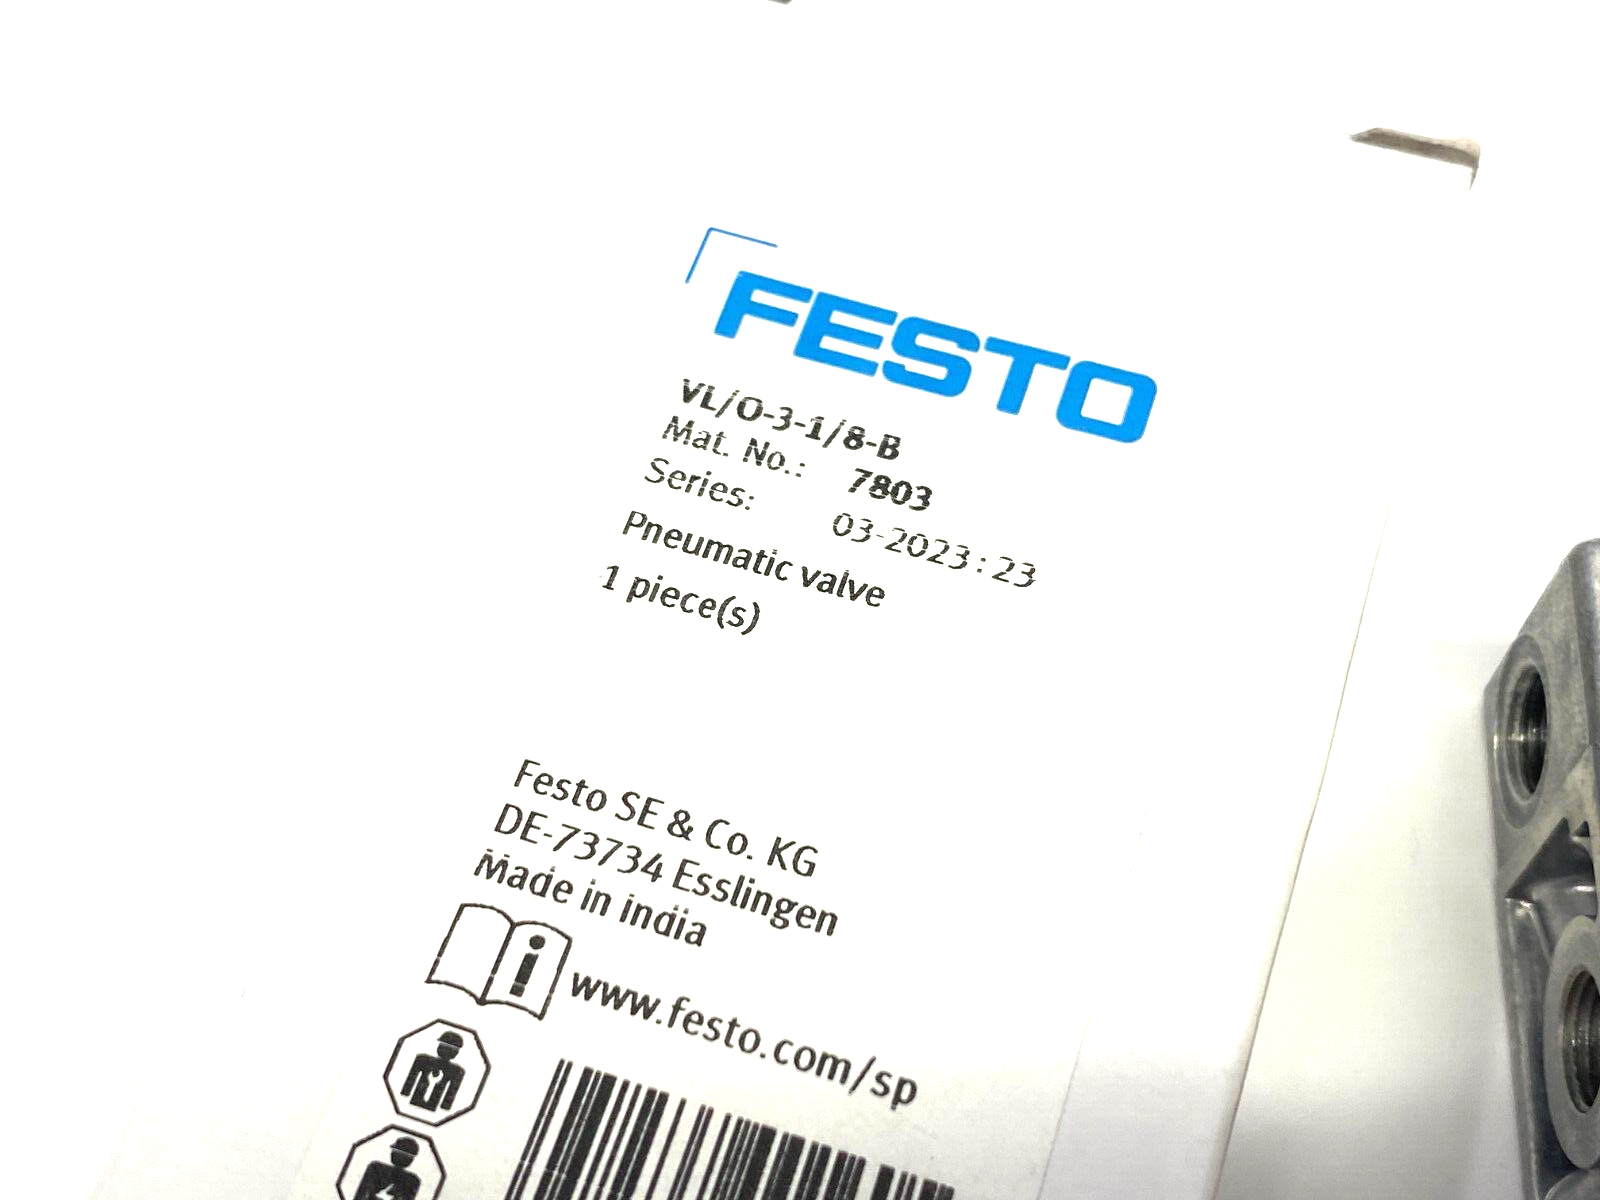 FESTO
VL/O-3-1/8-B
Mat. No.: 7803
Series: 03-2023:23
Pneumatic valve
1 piece(s)
Festo SE & Co. KG
DE-73734 Esslingen
Made in india
www.festo.com/sp